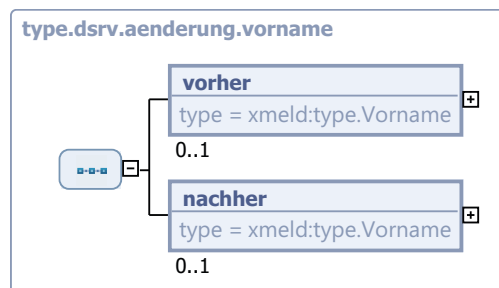 type.dsrv.aenderung.vorname
vorher
type = xmeld:type.Vorname
0..1
nachher
type = xmeld:type.Vorname
0..1